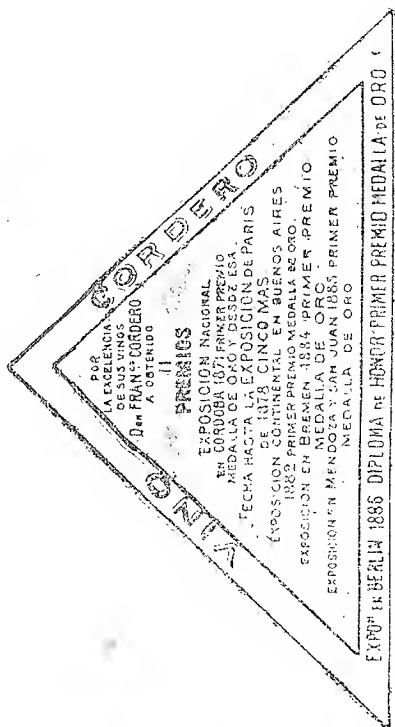 VINO CORDERO
POR
LA EXCELENCIA
DE SUS VINOS
Don FRAN.co CORDERO
A OBTENIDO
11
PREMIOS
EXPOSICION NACIONAL
EN CORDOBA 1871 PRIMER PREMIO
MEDALLA DE ORO Y DESDE ESA
FECHA HASTA LA EXPOSICION DE PARIS
DE 1878 CINCO MAS
EXPOSICION CONTINENTAL EN BUENOS AIRES
1882 PRIMER PREMIO MEDALLA DE ORO.
EXPOSICION EN BREMEN 1884 PRIMER PREMIO
MEDALLA DE ORO
EXPOSICION EN MENDOZA Y SAN JUAN 1885 PRIMER PREMIO
MEDALLA DE ORO
EXPOn EN BERLIN 1886 DIPLOMA DE HONOR PRIMER PREMIO MEDALLA DE ORO